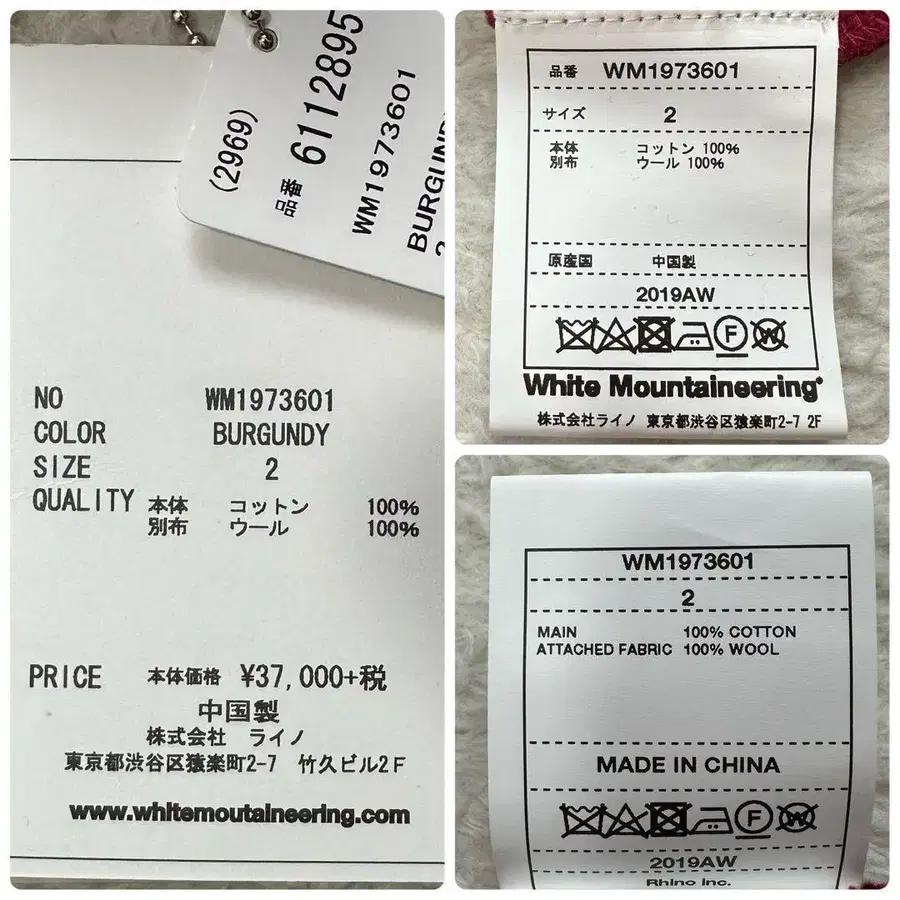 (2969)
6112895
品番
WM1973601
NO WM1973601
COLOR BURGUNDY
SIZE 2
QUALITY 本体 コットン 100%
別布 ウール 100%
PRICE 本体価格 ¥37,000+税
中国製
株式会社 ライノ
東京都渋谷区猿楽町2-7 竹久ビル2F
www.whitemoutaineering.com
品番 WM1973601
サイズ 2
本体 コットン 100%
別布 ウール 100%
原産国 中国製
2019AW
F W
White Mountaineering
株式会社ライノ 東京都渋谷区猿楽町2-7 2F
WM1973601
2
MAIN 100% COTTON
ATTACHED FABRIC 100% WOOL
MADE IN CHINA
F W
2019AW
Rhino Inc.